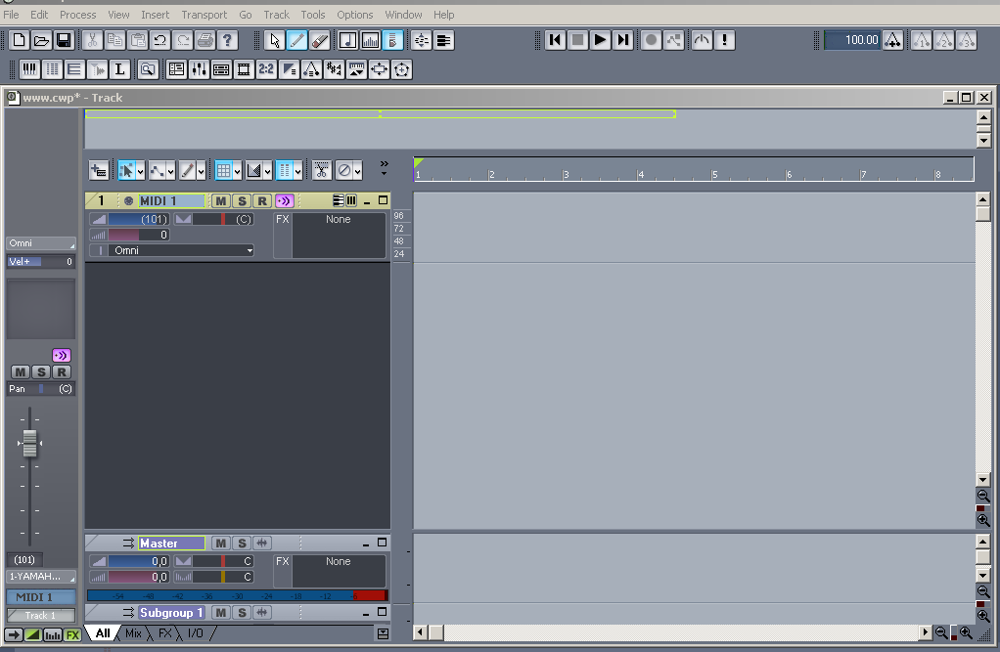 File Edit Process View Insert Transport Go Track Tools Options Window Help
100.00
L 2:2
www.cwp* - Track
1 2 3 4 5 6 7 8
1 MIDI 1 M S R
(101) (C) FX None
0
Omni
96
72
48
24
Omni
Vel+ 0
M S R
Pan (C)
(101)
1-YAMAH...
MIDI 1
Track 1
FX
Master M S
0,0 C FX None
0,0 C
-54 -48 -42 -36 -30 -24 -18 -12 -6
Subgroup 1 M S
All Mix FX I/O